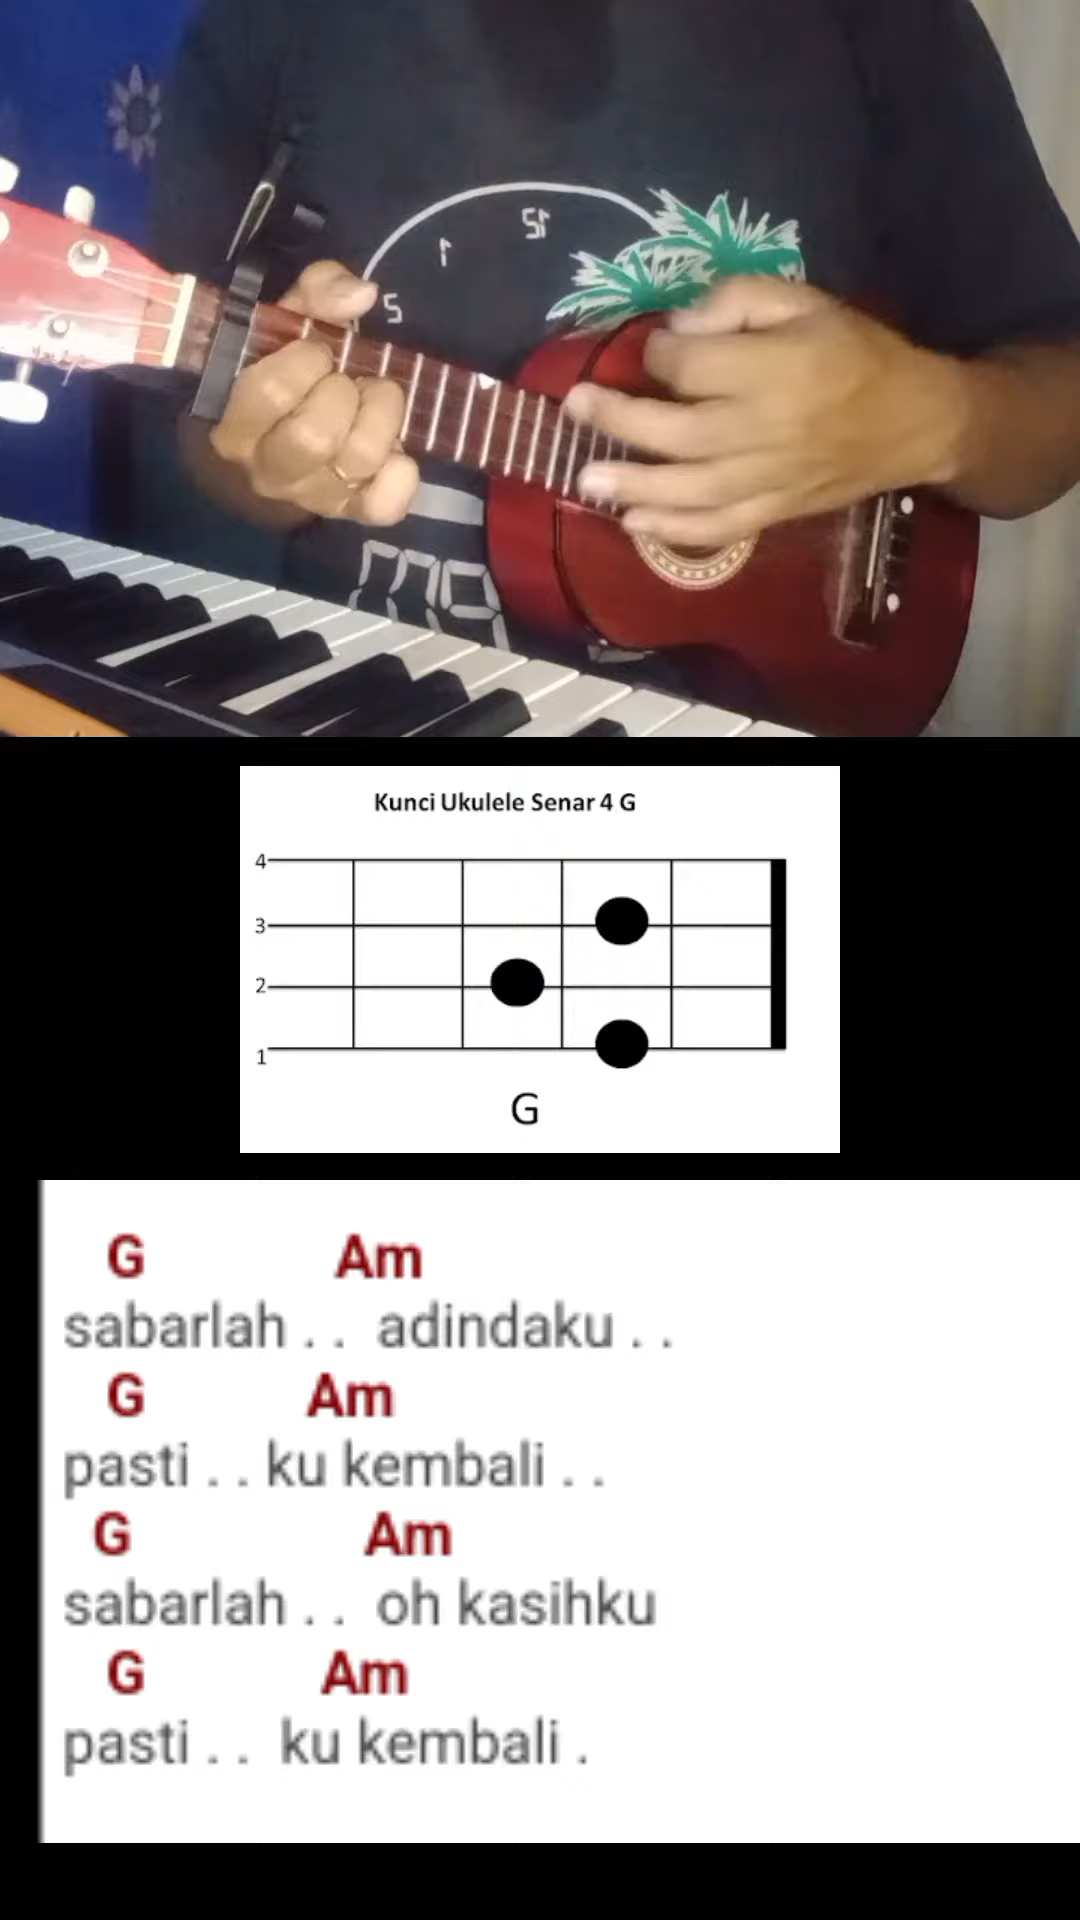 Kunci Ukulele Senar 4 G
4
3
2
1
G
G Am
sabarlah . . adindaku . .
G Am
pasti . . ku kembali . .
G Am
sabarlah . . oh kasihku
G Am
pasti . . ku kembali .